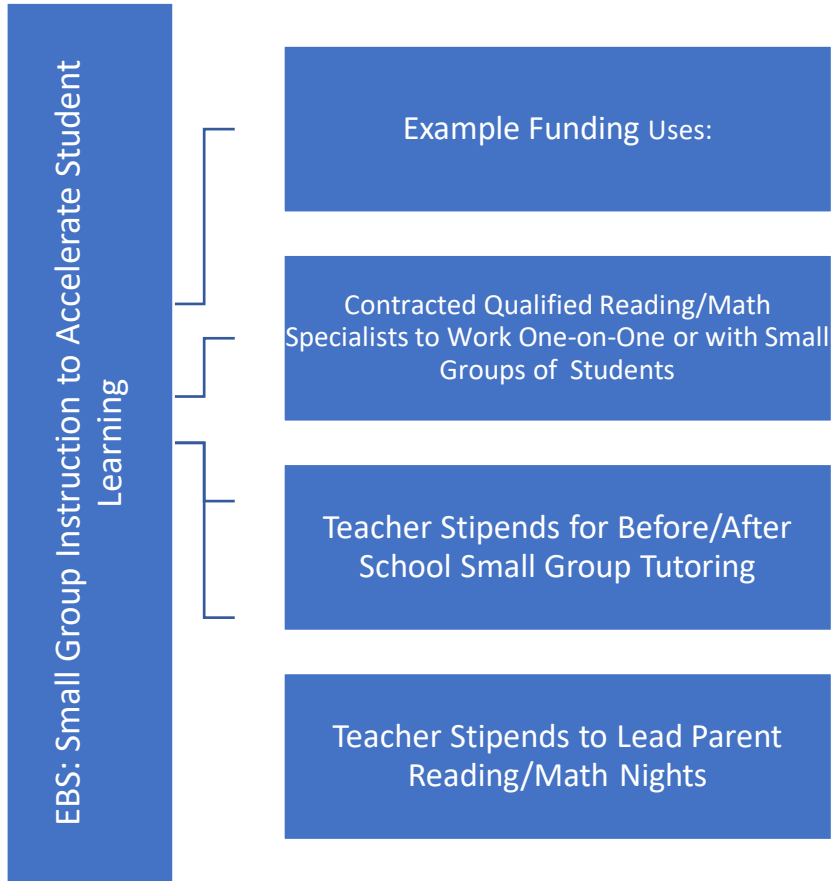 EBS: Small Group Instruction to Accelerate Student
Learning
Example Funding Uses:
Contracted Qualified Reading/Math
Specialists to Work One-on-One or with Small
Groups of Students
Teacher Stipends for Before/After
School Small Group Tutoring
Teacher Stipends to Lead Parent
Reading/Math Nights